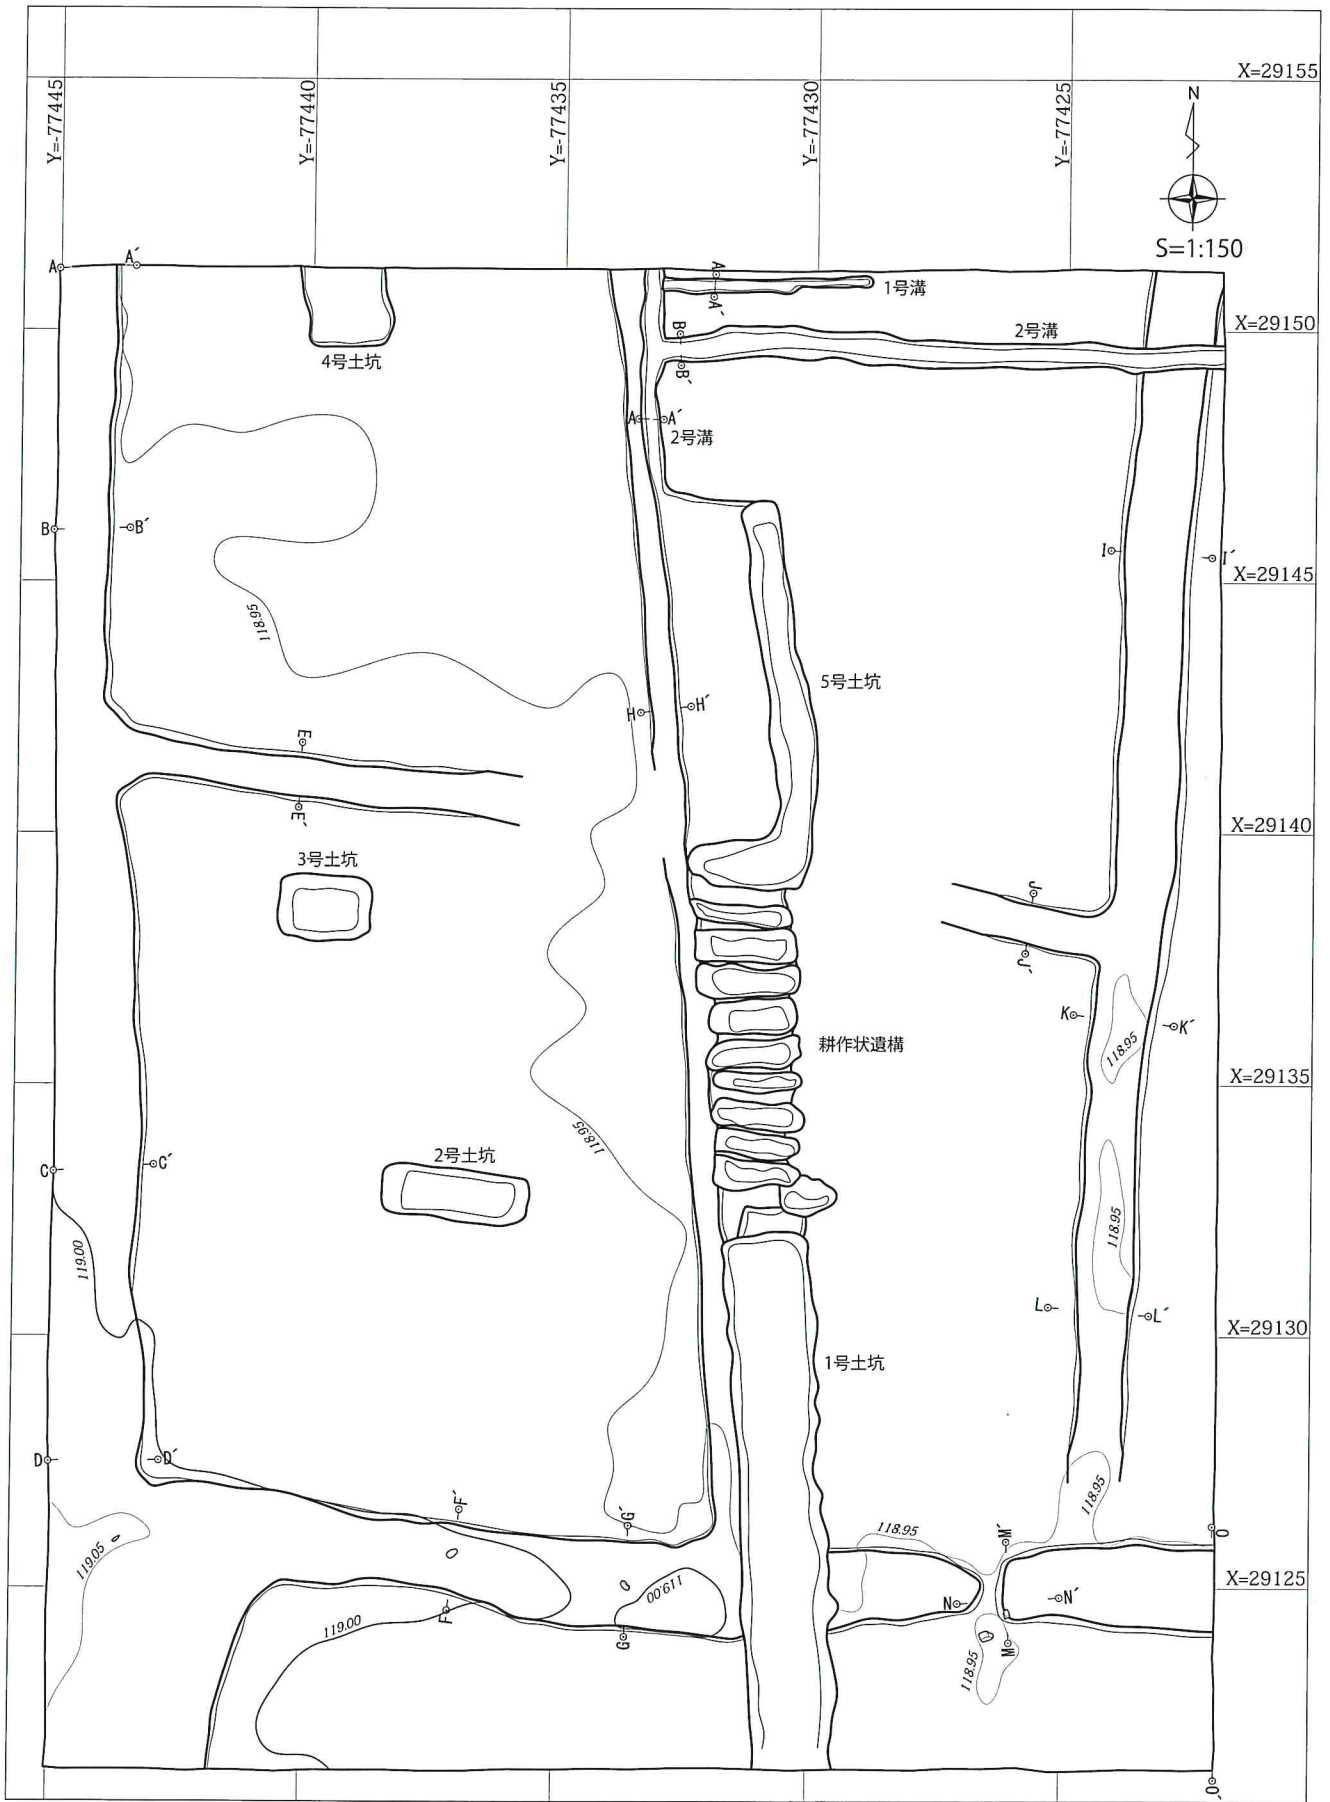 X=29155
Y=-77445
Y=-77440
Y=-77435
Y=-77430
Y=-77425
N
S=1:150
A
A´
A
A´
1号溝
X=29150
2号溝
B
B´
4号土坑
A
A´
2号溝
B
B´
I
I´
X=29145
118.95
5号土坑
H
H´
E
E´
X=29140
3号土坑
J
J´
K
K´
耕作状遺構
118.95
X=29135
118.95
2号土坑
C
C´
118.95
119.00
L
L´
X=29130
1号土坑
D
D´
118.95
F´
G´
118.95
M´
O
119.05
X=29125
119.00
N
N´
F
119.00
G
M
118.95
O´